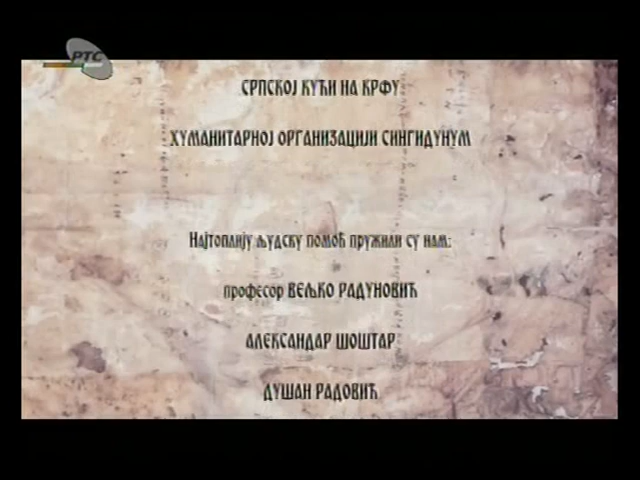 РТС
СРПСКОЈ КУЋИ НА КРФУ
ХУМАНИТАРНОЈ ОРГАНИЗАЦИЈИ СИНГИДУНУМ
Најтоплију људску помоћ пружили су нам:
професор ВЕЉКО РАДУНОВИЋ
АЛЕКСАНДАР ШОШТАР
ДУШАН РАДОВИЋ